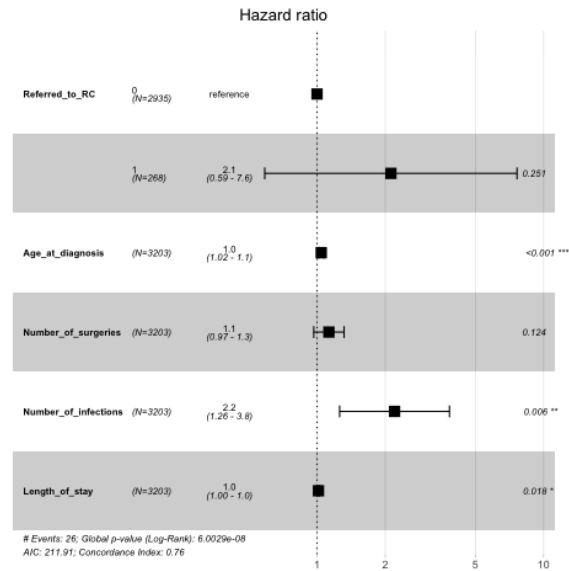 Hazard ratio
Referred_to_RC 0 (N=2935) reference
1 (N=268) 2.1 (0.59 - 7.6) 0.251
Age_at_diagnosis (N=3203) 1.0 (1.02 - 1.1) <0.001 ***
Number_of_surgeries (N=3203) 1.1 (0.97 - 1.3) 0.124
Number_of_infections (N=3203) 2.2 (1.26 - 3.8) 0.006 **
Length_of_stay (N=3203) 1.0 (1.00 - 1.0) 0.018 *
# Events: 26; Global p-value (Log-Rank): 6.0029e-08
AIC: 211.91; Concordance Index: 0.76
1 2 5 10